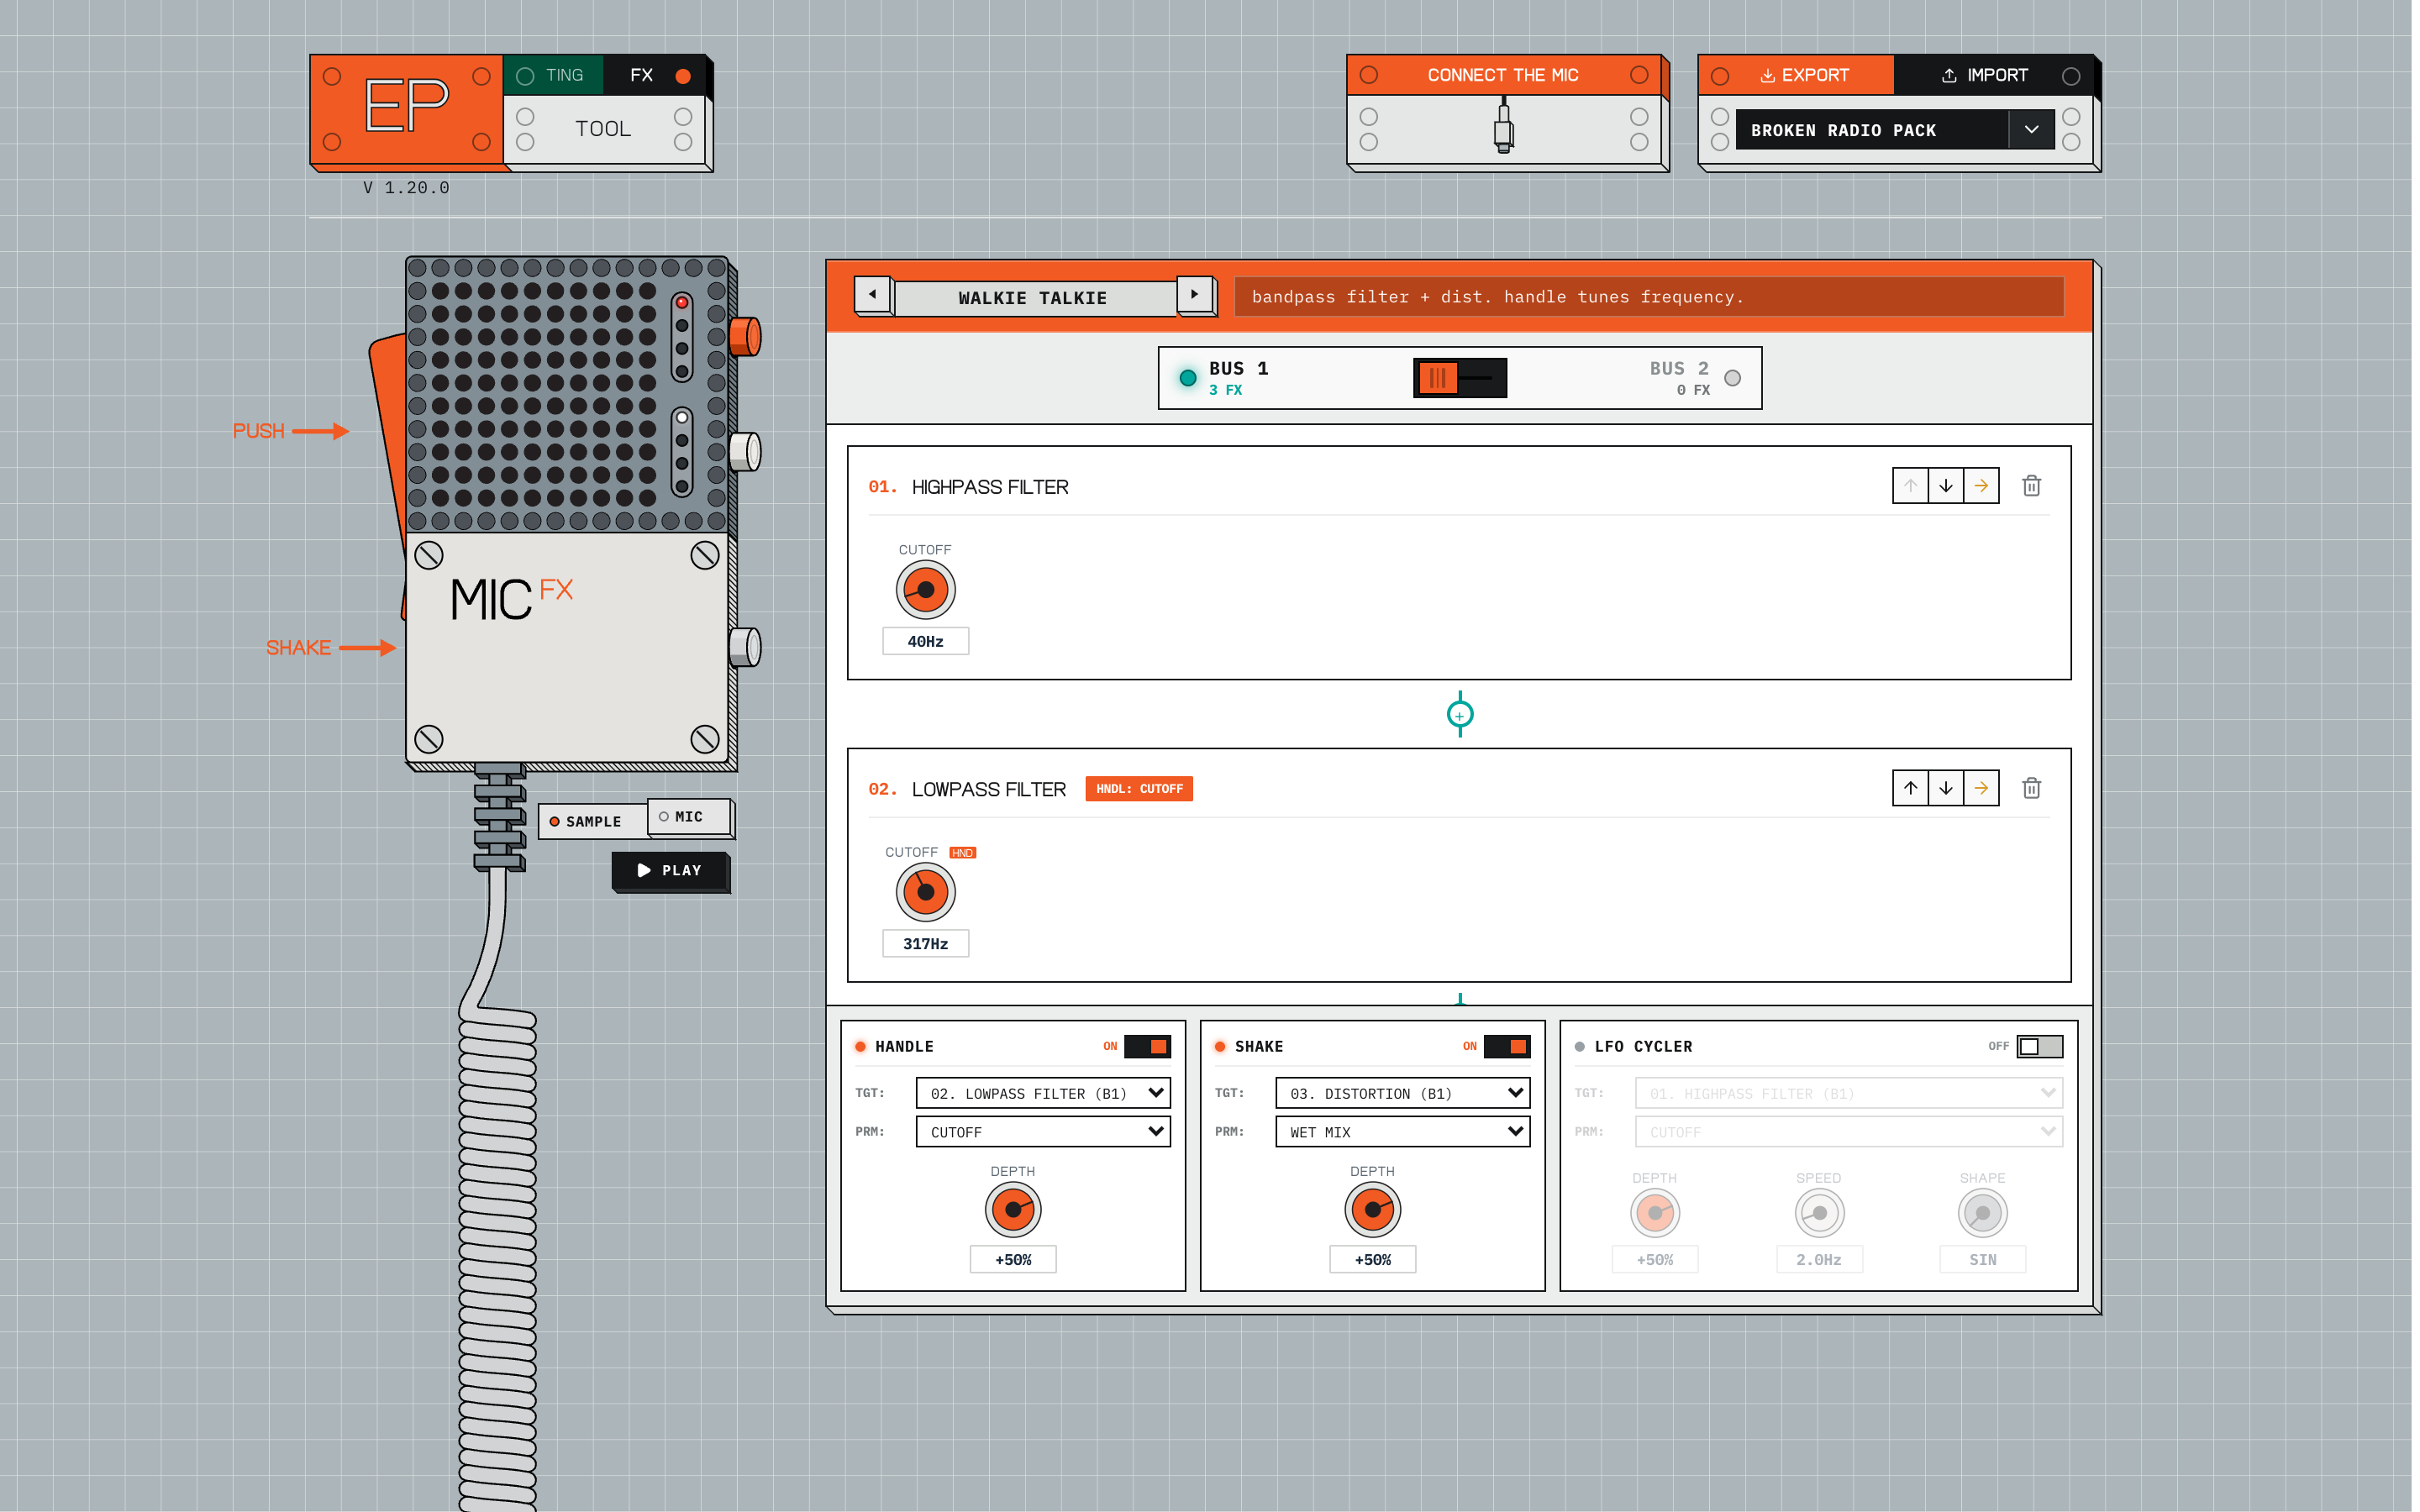 EP
TING
FX
TOOL
V 1.20.0
CONNECT THE MIC
EXPORT
IMPORT
BROKEN RADIO PACK
WALKIE TALKIE
bandpass filter + dist. handle tunes frequency.
BUS 1
3 FX
BUS 2
0 FX
PUSH
SHAKE
MIC FX
SAMPLE
MIC
PLAY
01. HIGHPASS FILTER
CUTOFF
40Hz
+
02. LOWPASS FILTER HNDL: CUTOFF
CUTOFF HND
317Hz
HANDLE ON
TGT: 02. LOWPASS FILTER (B1)
PRM: CUTOFF
DEPTH
+50%
SHAKE ON
TGT: 03. DISTORTION (B1)
PRM: WET MIX
DEPTH
+50%
LFO CYCLER OFF
TGT: 01. HIGHPASS FILTER (B1)
PRM: CUTOFF
DEPTH SPEED SHAPE
+50% 2.0Hz SIN